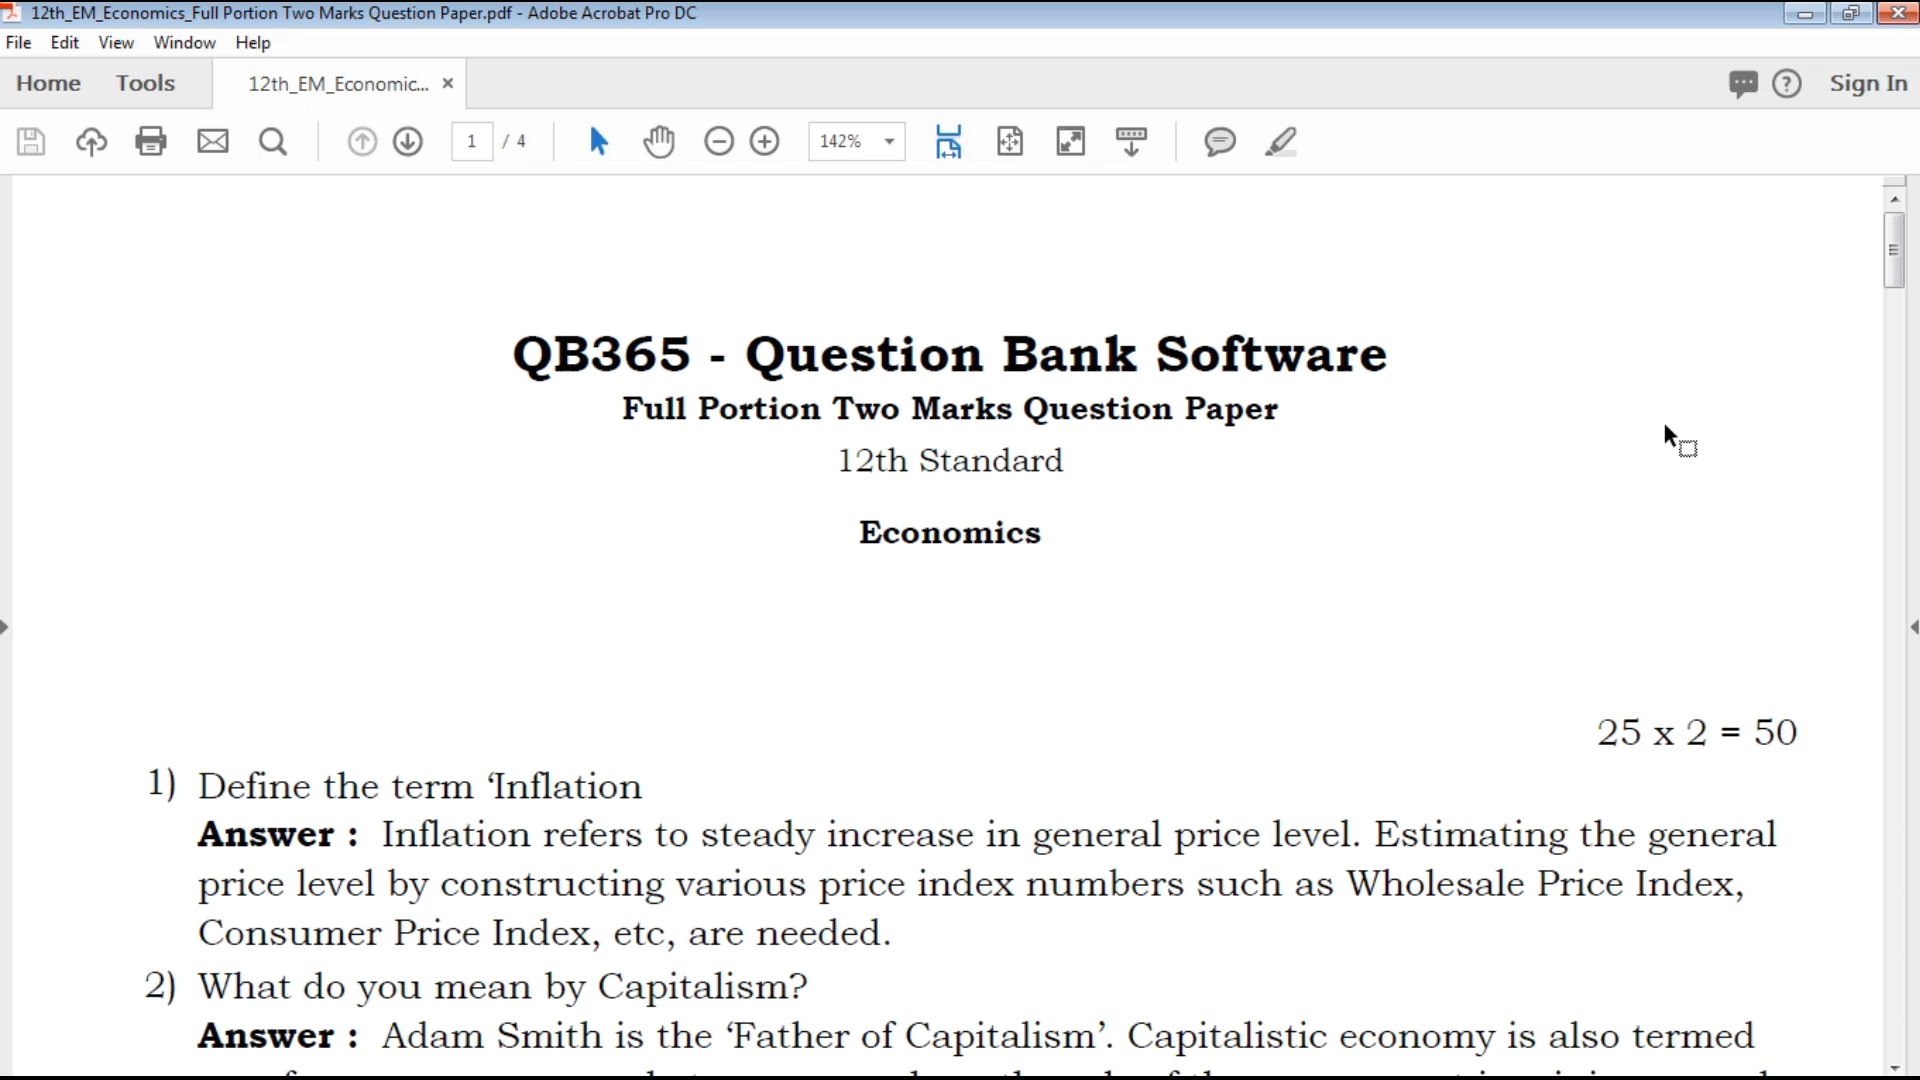 12th_EM_Economics_Full Portion Two Marks Question Paper.pdf - Adobe Acrobat Pro DC
File Edit View Window Help
Home Tools 12th_EM_Economic... × Sign In
1 / 4 142%
QB365 - Question Bank Software
Full Portion Two Marks Question Paper
12th Standard
Economics
25 x 2 = 50
1) Define the term ‘Inflation
Answer : Inflation refers to steady increase in general price level. Estimating the general
price level by constructing various price index numbers such as Wholesale Price Index,
Consumer Price Index, etc, are needed.
2) What do you mean by Capitalism?
Answer : Adam Smith is the ‘Father of Capitalism’. Capitalistic economy is also termed